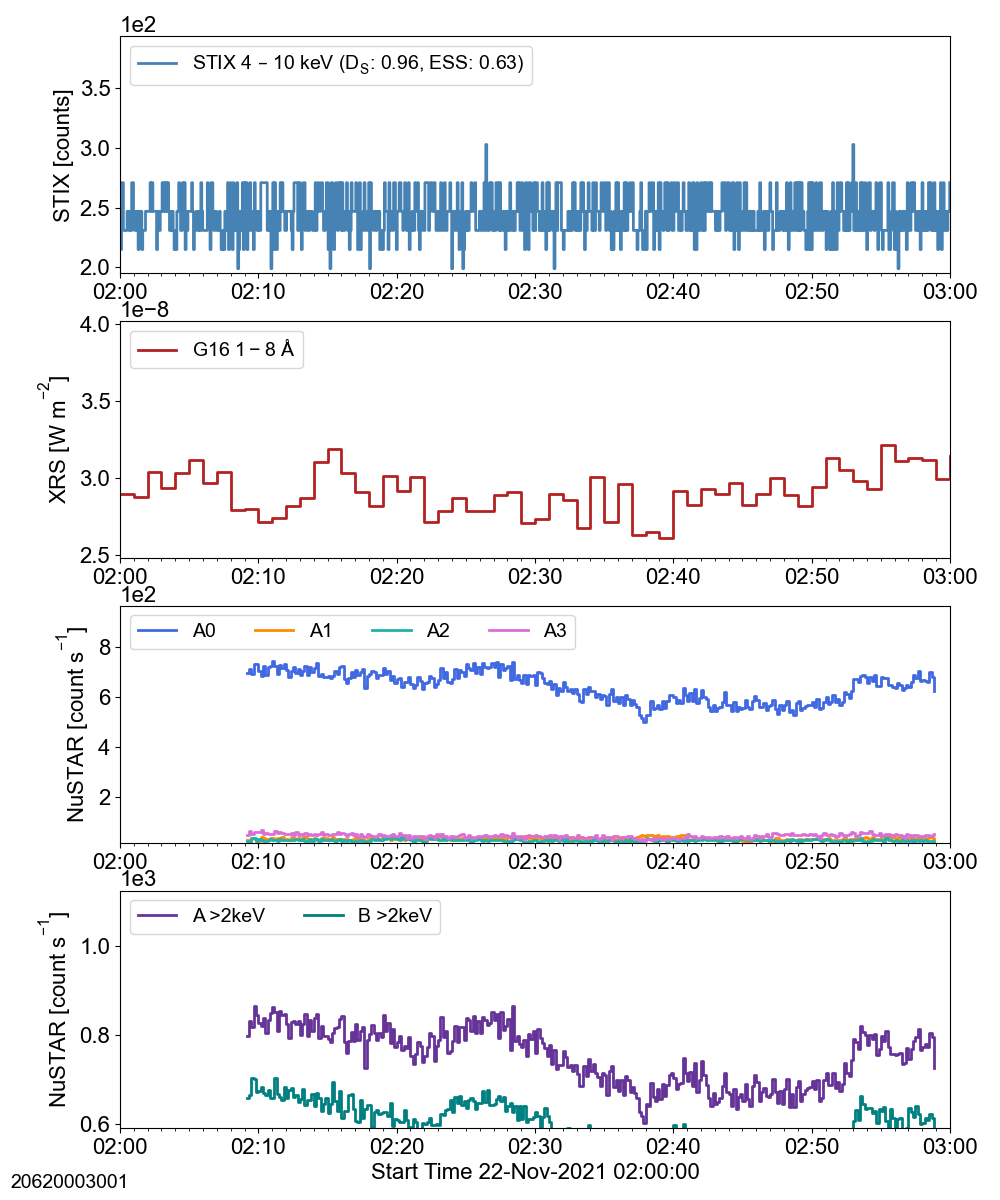 1e2
STIX 4 – 10 keV (D_S: 0.96, ESS: 0.63)
STIX [counts]
3.5
3.0
2.5
2.0
02:00 02:10 02:20 02:30 02:40 02:50 03:00
1e−8
G16 1 – 8 Å
XRS [W m⁻²]
4.0
3.5
3.0
2.5
02:00 02:10 02:20 02:30 02:40 02:50 03:00
1e2
A0 A1 A2 A3
NuSTAR [count s⁻¹]
8
6
4
2
02:00 02:10 02:20 02:30 02:40 02:50 03:00
1e3
A >2keV B >2keV
NuSTAR [count s⁻¹]
1.0
0.8
0.6
02:00 02:10 02:20 02:30 02:40 02:50 03:00
Start Time 22-Nov-2021 02:00:00
20620003001